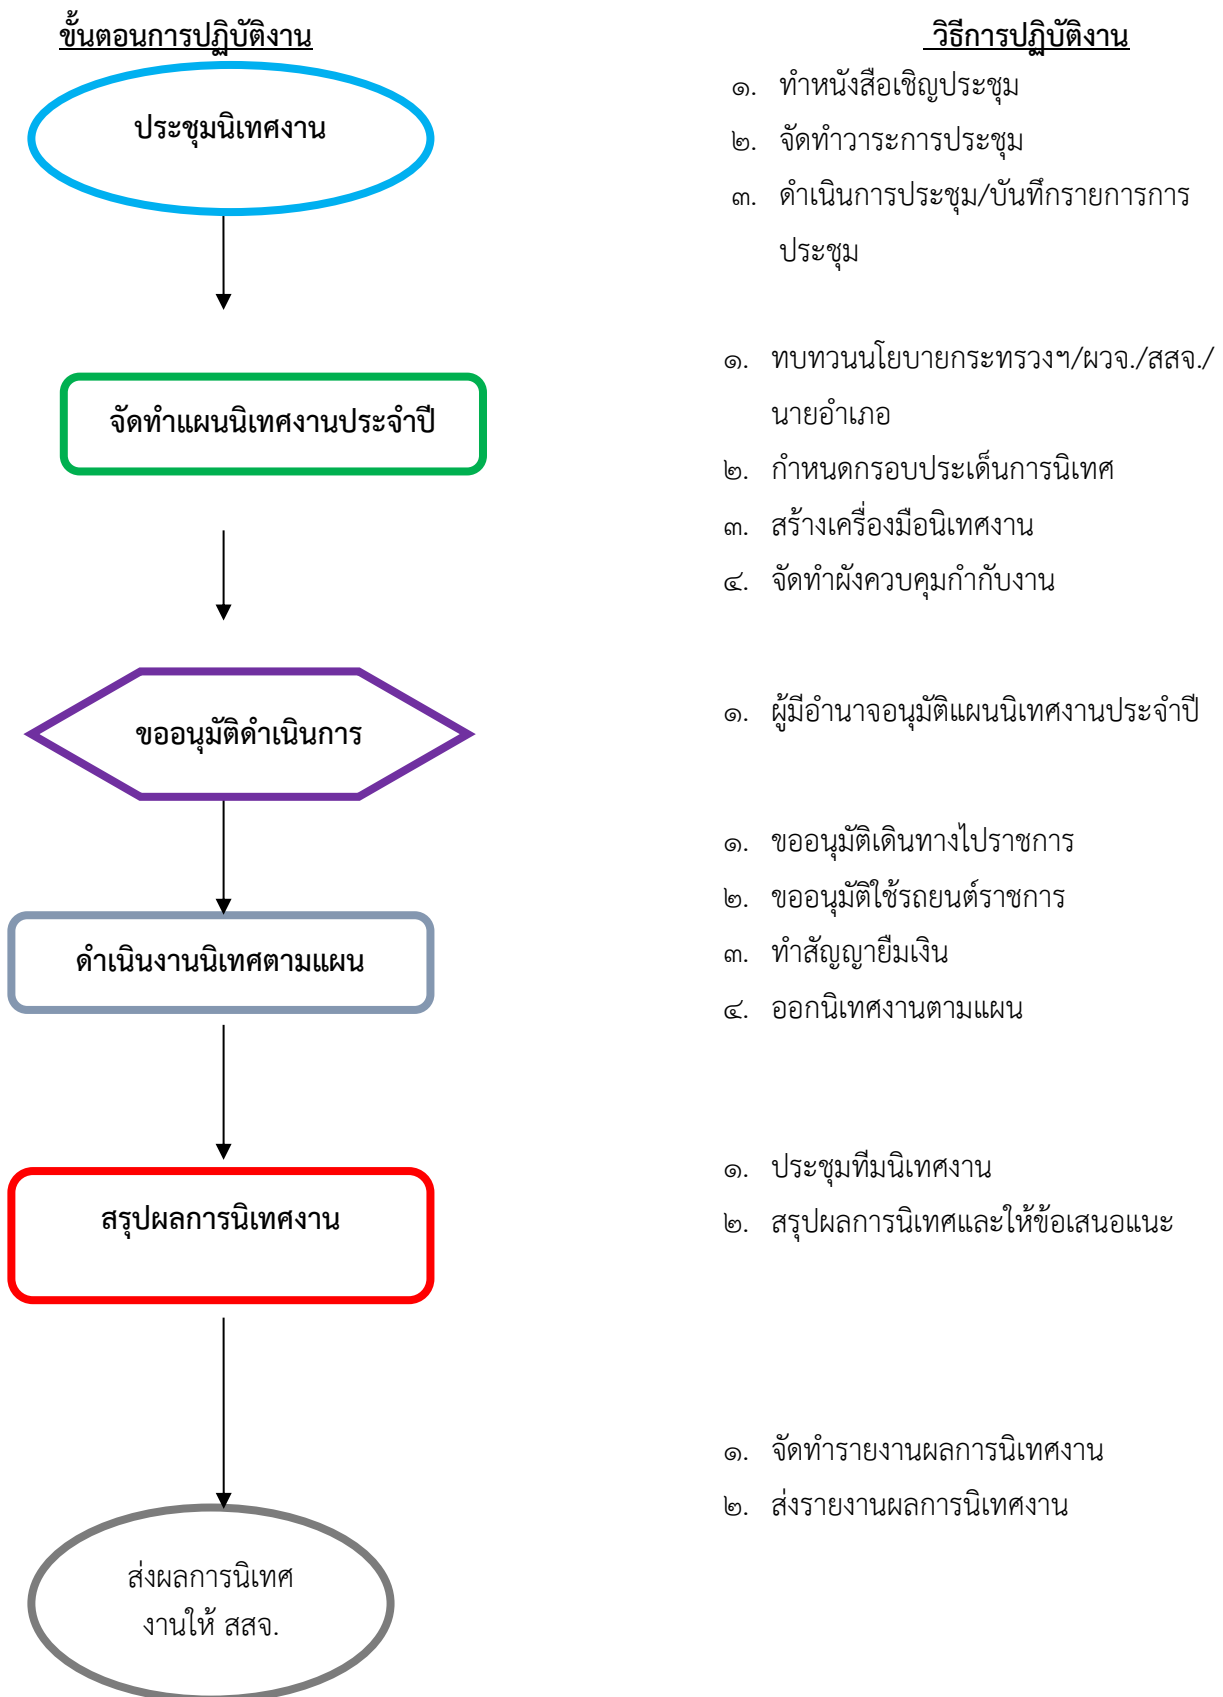 ขั้นตอนการปฏิบัติงาน
วิธีการปฏิบัติงาน
ประชุมนิเทศงาน
๑. ทำหนังสือเชิญประชุม
๒. จัดทำวาระการประชุม
๓. ดำเนินการประชุม/บันทึกรายการการ
ประชุม
จัดทำแผนนิเทศงานประจำปี
๑. ทบทวนนโยบายกระทรวงฯ/ผวจ./สสจ./
นายอำเภอ
๒. กำหนดกรอบประเด็นการนิเทศ
๓. สร้างเครื่องมือนิเทศงาน
๔. จัดทำผังควบคุมกำกับงาน
ขออนุมัติดำเนินการ
๑. ผู้มีอำนาจอนุมัติแผนนิเทศงานประจำปี
ดำเนินงานนิเทศตามแผน
๑. ขออนุมัติเดินทางไปราชการ
๒. ขออนุมัติใช้รถยนต์ราชการ
๓. ทำสัญญายืมเงิน
๔. ออกนิเทศงานตามแผน
สรุปผลการนิเทศงาน
๑. ประชุมทีมนิเทศงาน
๒. สรุปผลการนิเทศและให้ข้อเสนอแนะ
๑. จัดทำรายงานผลการนิเทศงาน
๒. ส่งรายงานผลการนิเทศงาน
ส่งผลการนิเทศ
งานให้ สสจ.